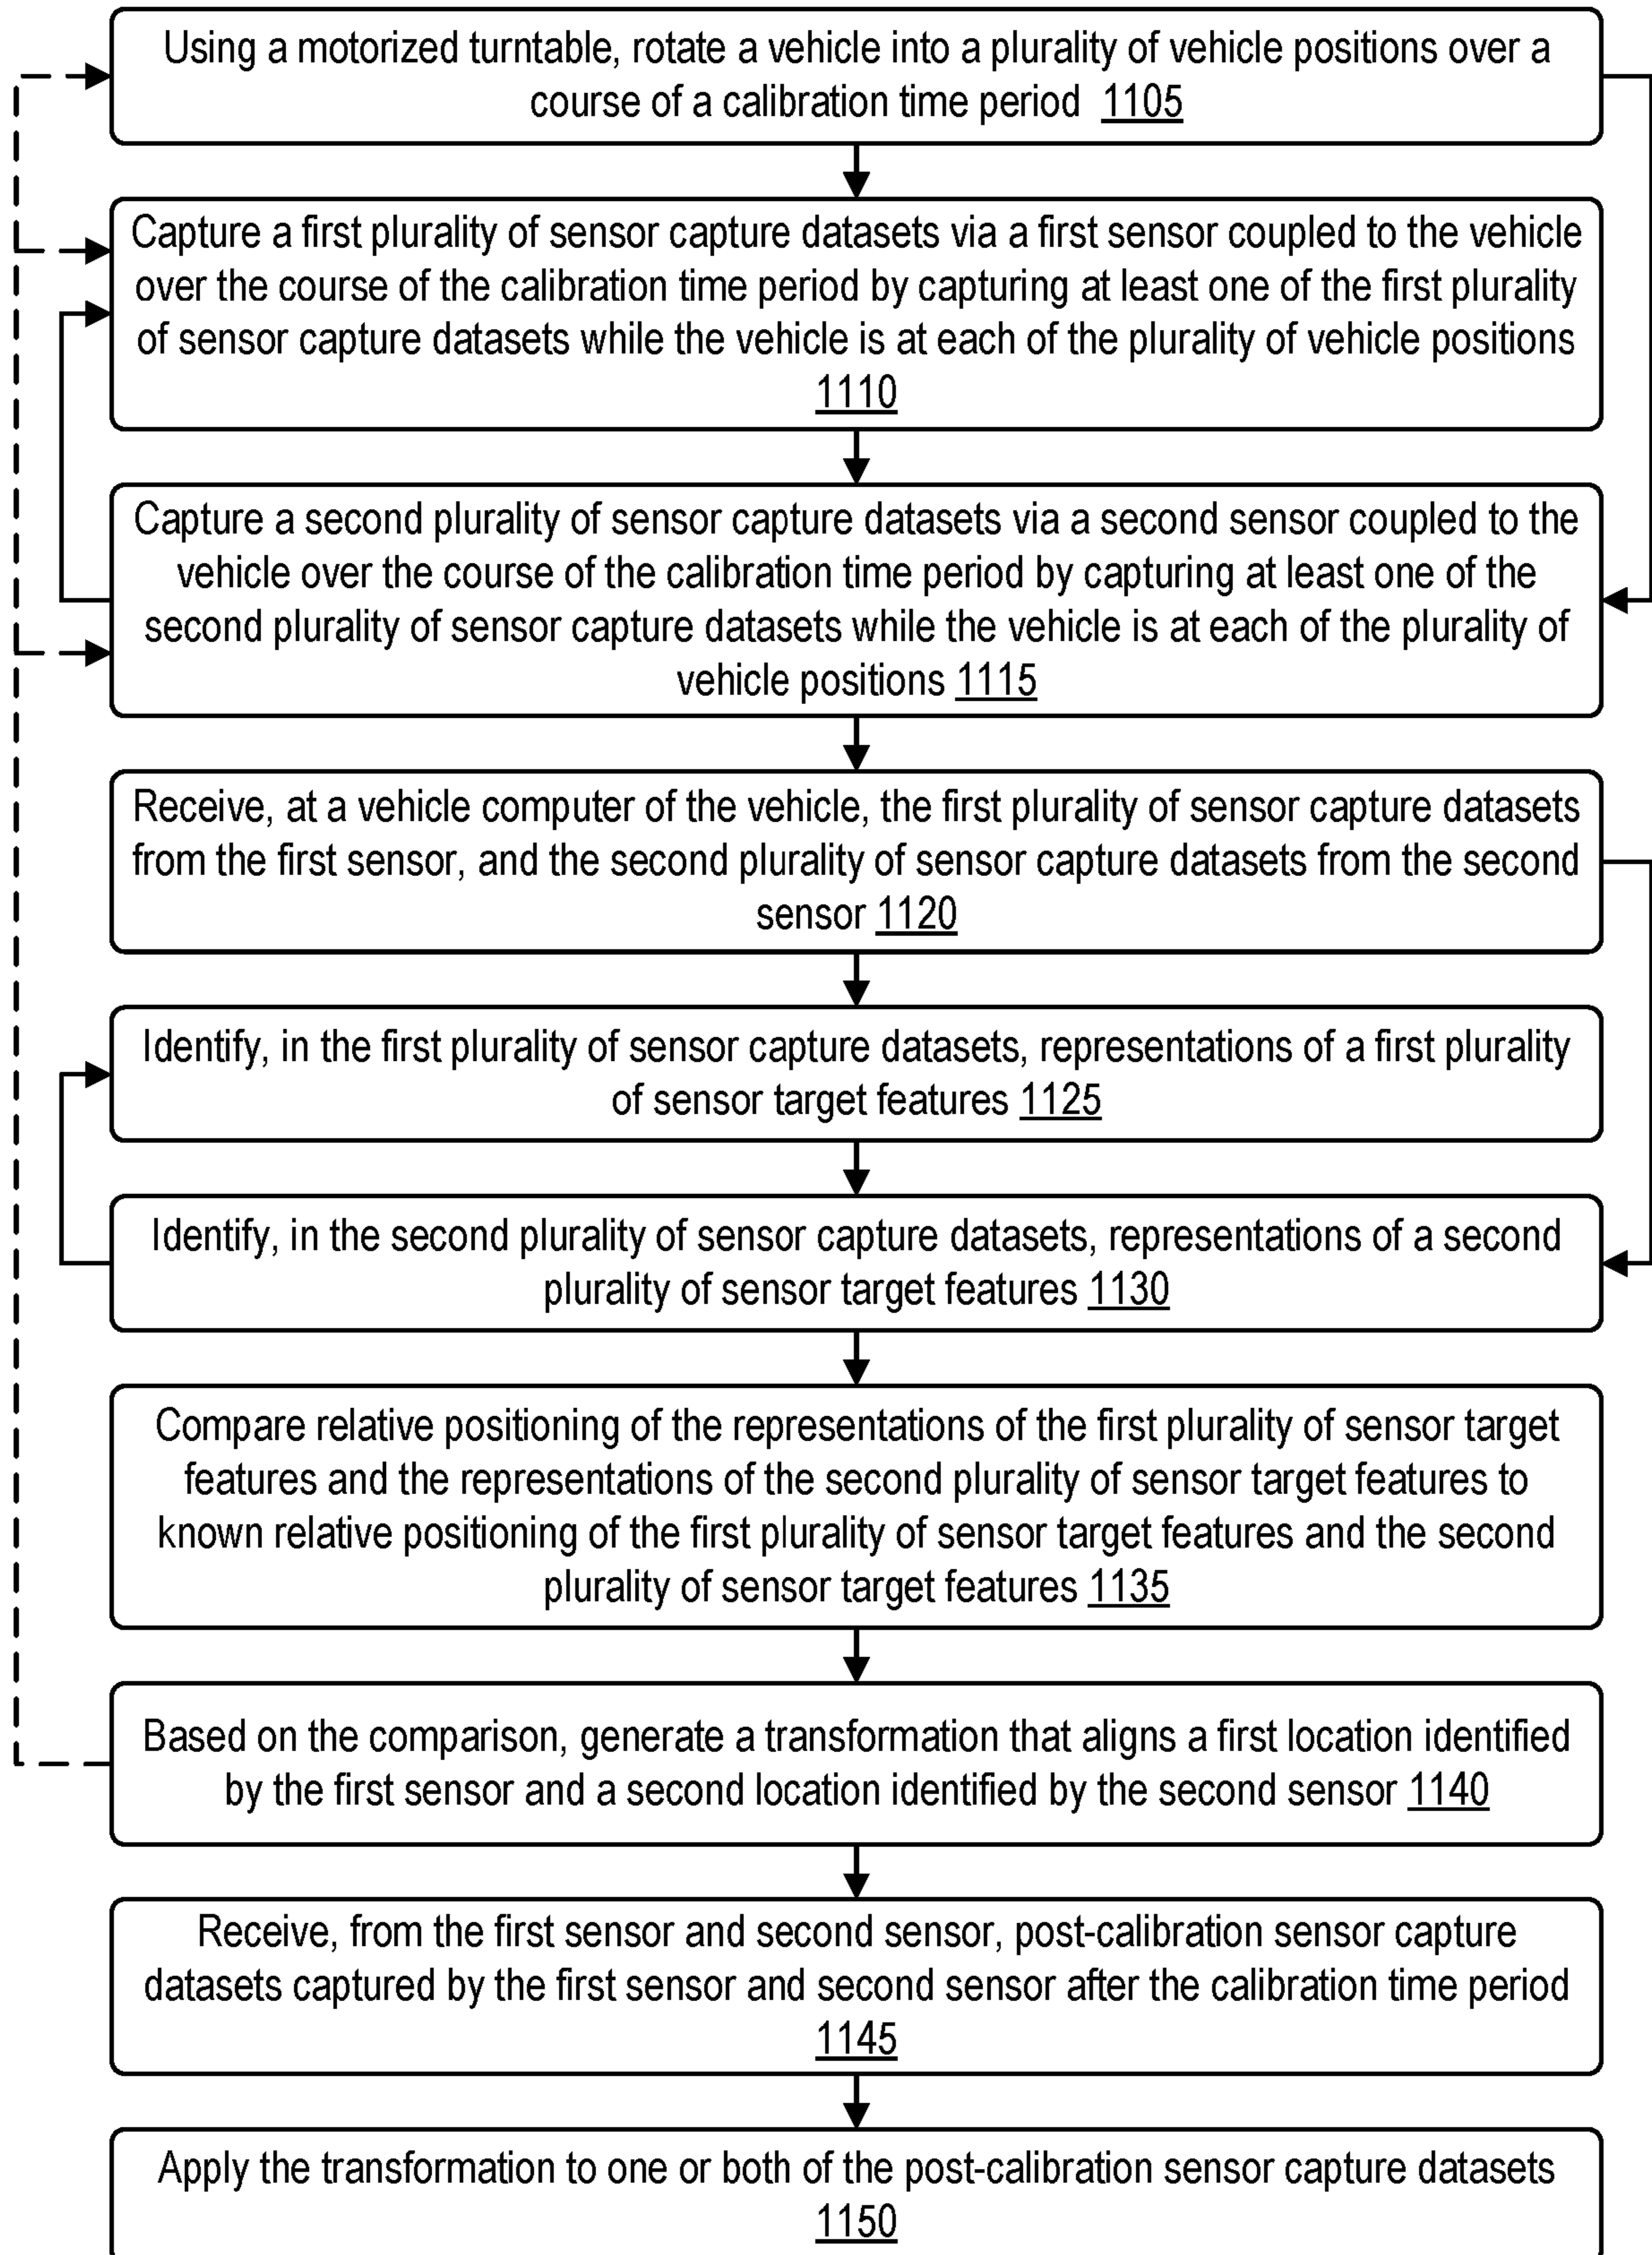 Using a motorized turntable, rotate a vehicle into a plurality of vehicle positions over a
course of a calibration time period 1105
Capture a first plurality of sensor capture datasets via a first sensor coupled to the vehicle
over the course of the calibration time period by capturing at least one of the first plurality
of sensor capture datasets while the vehicle is at each of the plurality of vehicle positions
1110
Capture a second plurality of sensor capture datasets via a second sensor coupled to the
vehicle over the course of the calibration time period by capturing at least one of the
second plurality of sensor capture datasets while the vehicle is at each of the plurality of
vehicle positions 1115
Receive, at a vehicle computer of the vehicle, the first plurality of sensor capture datasets
from the first sensor, and the second plurality of sensor capture datasets from the second
sensor 1120
Identify, in the first plurality of sensor capture datasets, representations of a first plurality
of sensor target features 1125
Identify, in the second plurality of sensor capture datasets, representations of a second
plurality of sensor target features 1130
Compare relative positioning of the representations of the first plurality of sensor target
features and the representations of the second plurality of sensor target features to
known relative positioning of the first plurality of sensor target features and the second
plurality of sensor target features 1135
Based on the comparison, generate a transformation that aligns a first location identified
by the first sensor and a second location identified by the second sensor 1140
Receive, from the first sensor and second sensor, post-calibration sensor capture
datasets captured by the first sensor and second sensor after the calibration time period
1145
Apply the transformation to one or both of the post-calibration sensor capture datasets
1150